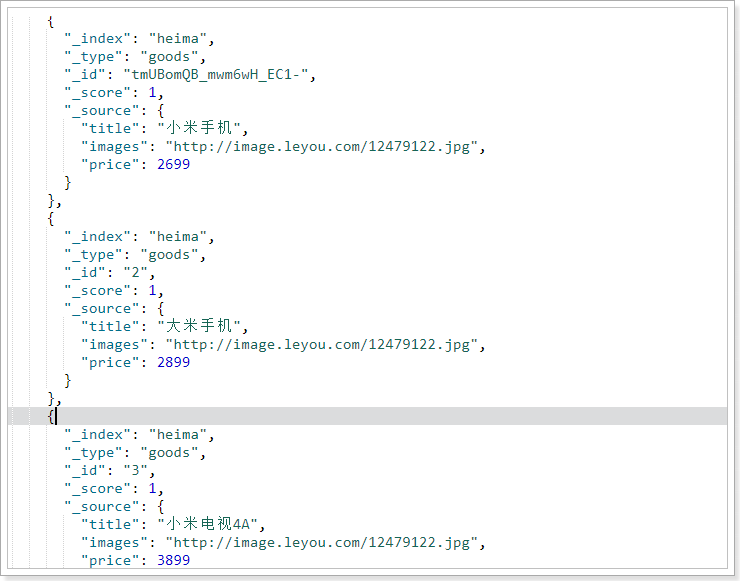 {
"_index": "heima",
"_type": "goods",
"_id": "tmUBomQB_mwm6wH_EC1-",
"_score": 1,
"_source": {
"title": "小米手机",
"images": "http://image.leyou.com/12479122.jpg",
"price": 2699
}
},
{
"_index": "heima",
"_type": "goods",
"_id": "2",
"_score": 1,
"_source": {
"title": "大米手机",
"images": "http://image.leyou.com/12479122.jpg",
"price": 2899
}
},
{
"_index": "heima",
"_type": "goods",
"_id": "3",
"_score": 1,
"_source": {
"title": "小米电视4A",
"images": "http://image.leyou.com/12479122.jpg",
"price": 3899